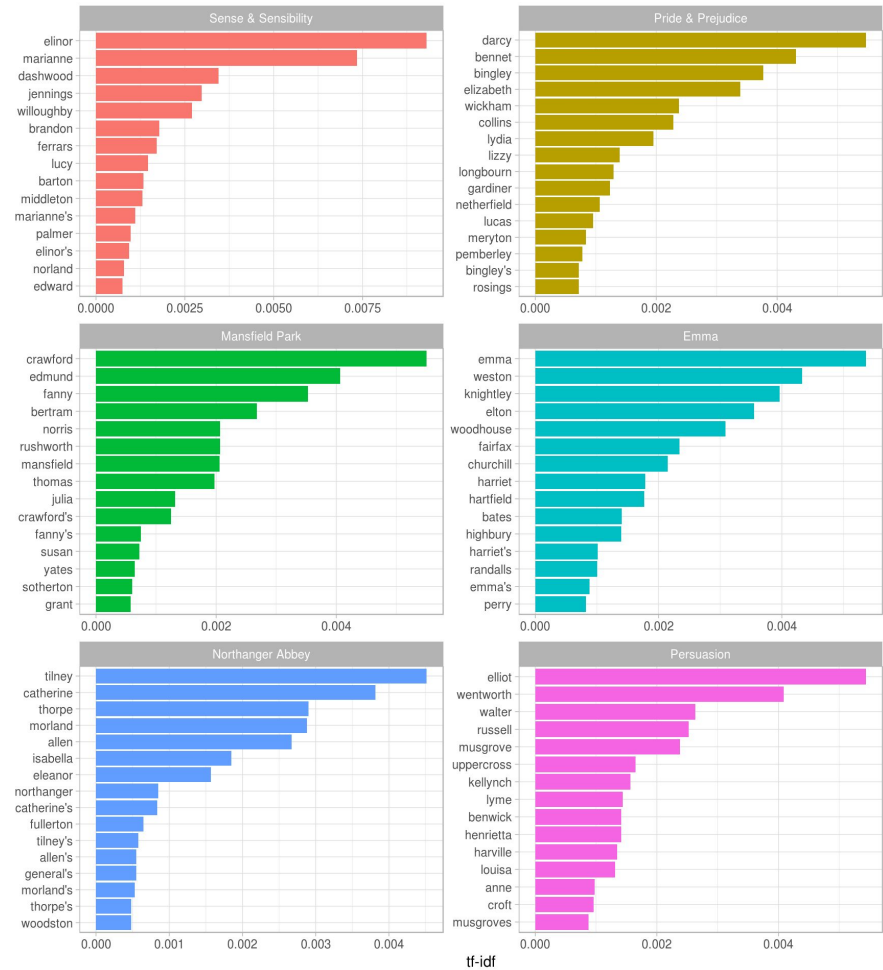 Sense & Sensibility
elinor
marianne
dashwood
jennings
willoughby
brandon
ferrars
lucy
barton
middleton
marianne's
palmer
elinor's
norland
edward
0.0000 0.0025 0.0050 0.0075
Pride & Prejudice
darcy
bennet
bingley
elizabeth
wickham
collins
lydia
lizzy
longbourn
gardiner
netherfield
lucas
meryton
pemberley
bingley's
rosings
0.000 0.002 0.004
Mansfield Park
crawford
edmund
fanny
bertram
norris
rushworth
mansfield
thomas
julia
crawford's
fanny's
susan
yates
sotherton
grant
0.000 0.002 0.004
Emma
emma
weston
knightley
elton
woodhouse
fairfax
churchill
harriet
hartfield
bates
highbury
harriet's
randalls
emma's
perry
0.000 0.002 0.004
Northanger Abbey
tilney
catherine
thorpe
morland
allen
isabella
eleanor
northanger
catherine's
fullerton
tilney's
allen's
general's
morland's
thorpe's
woodston
0.000 0.001 0.002 0.003 0.004
Persuasion
elliot
wentworth
walter
russell
musgrove
uppercross
kellynch
lyme
benwick
henrietta
harville
louisa
anne
croft
musgroves
0.000 0.002 0.004
tf-idf